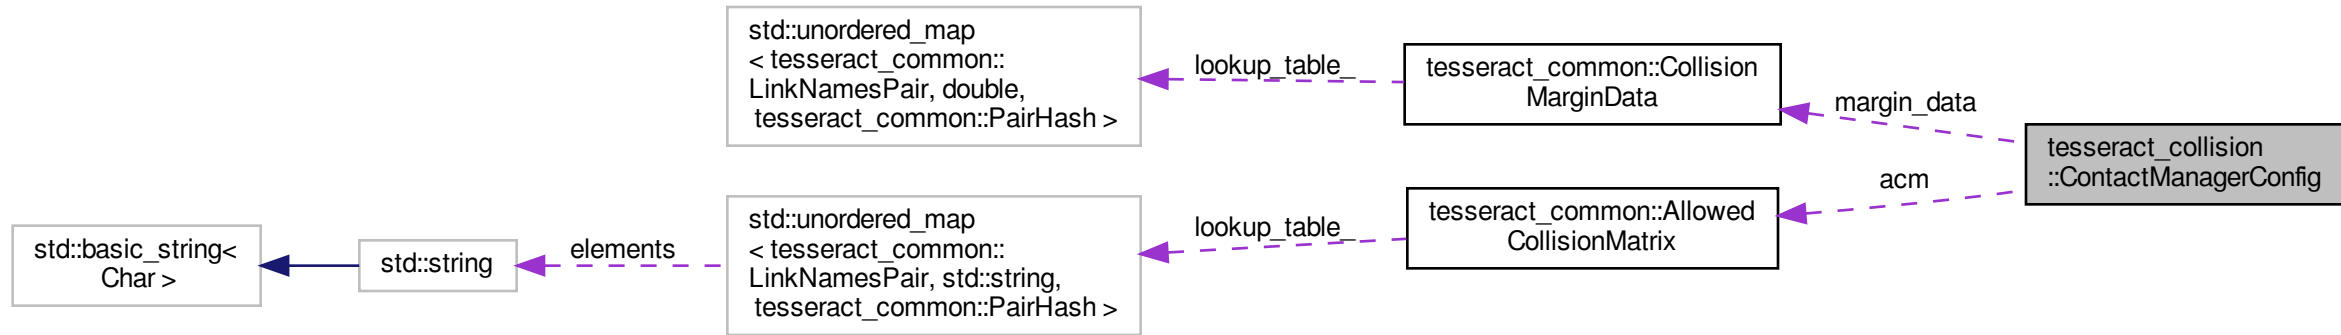 std::unordered_map
< tesseract_common::
LinkNamesPair, double,
tesseract_common::PairHash >
lookup_table_
tesseract_common::Collision
MarginData
margin_data
tesseract_collision
::ContactManagerConfig
acm
tesseract_common::Allowed
CollisionMatrix
lookup_table_
std::unordered_map
< tesseract_common::
LinkNamesPair, std::string,
tesseract_common::PairHash >
elements
std::string
std::basic_string<
Char >